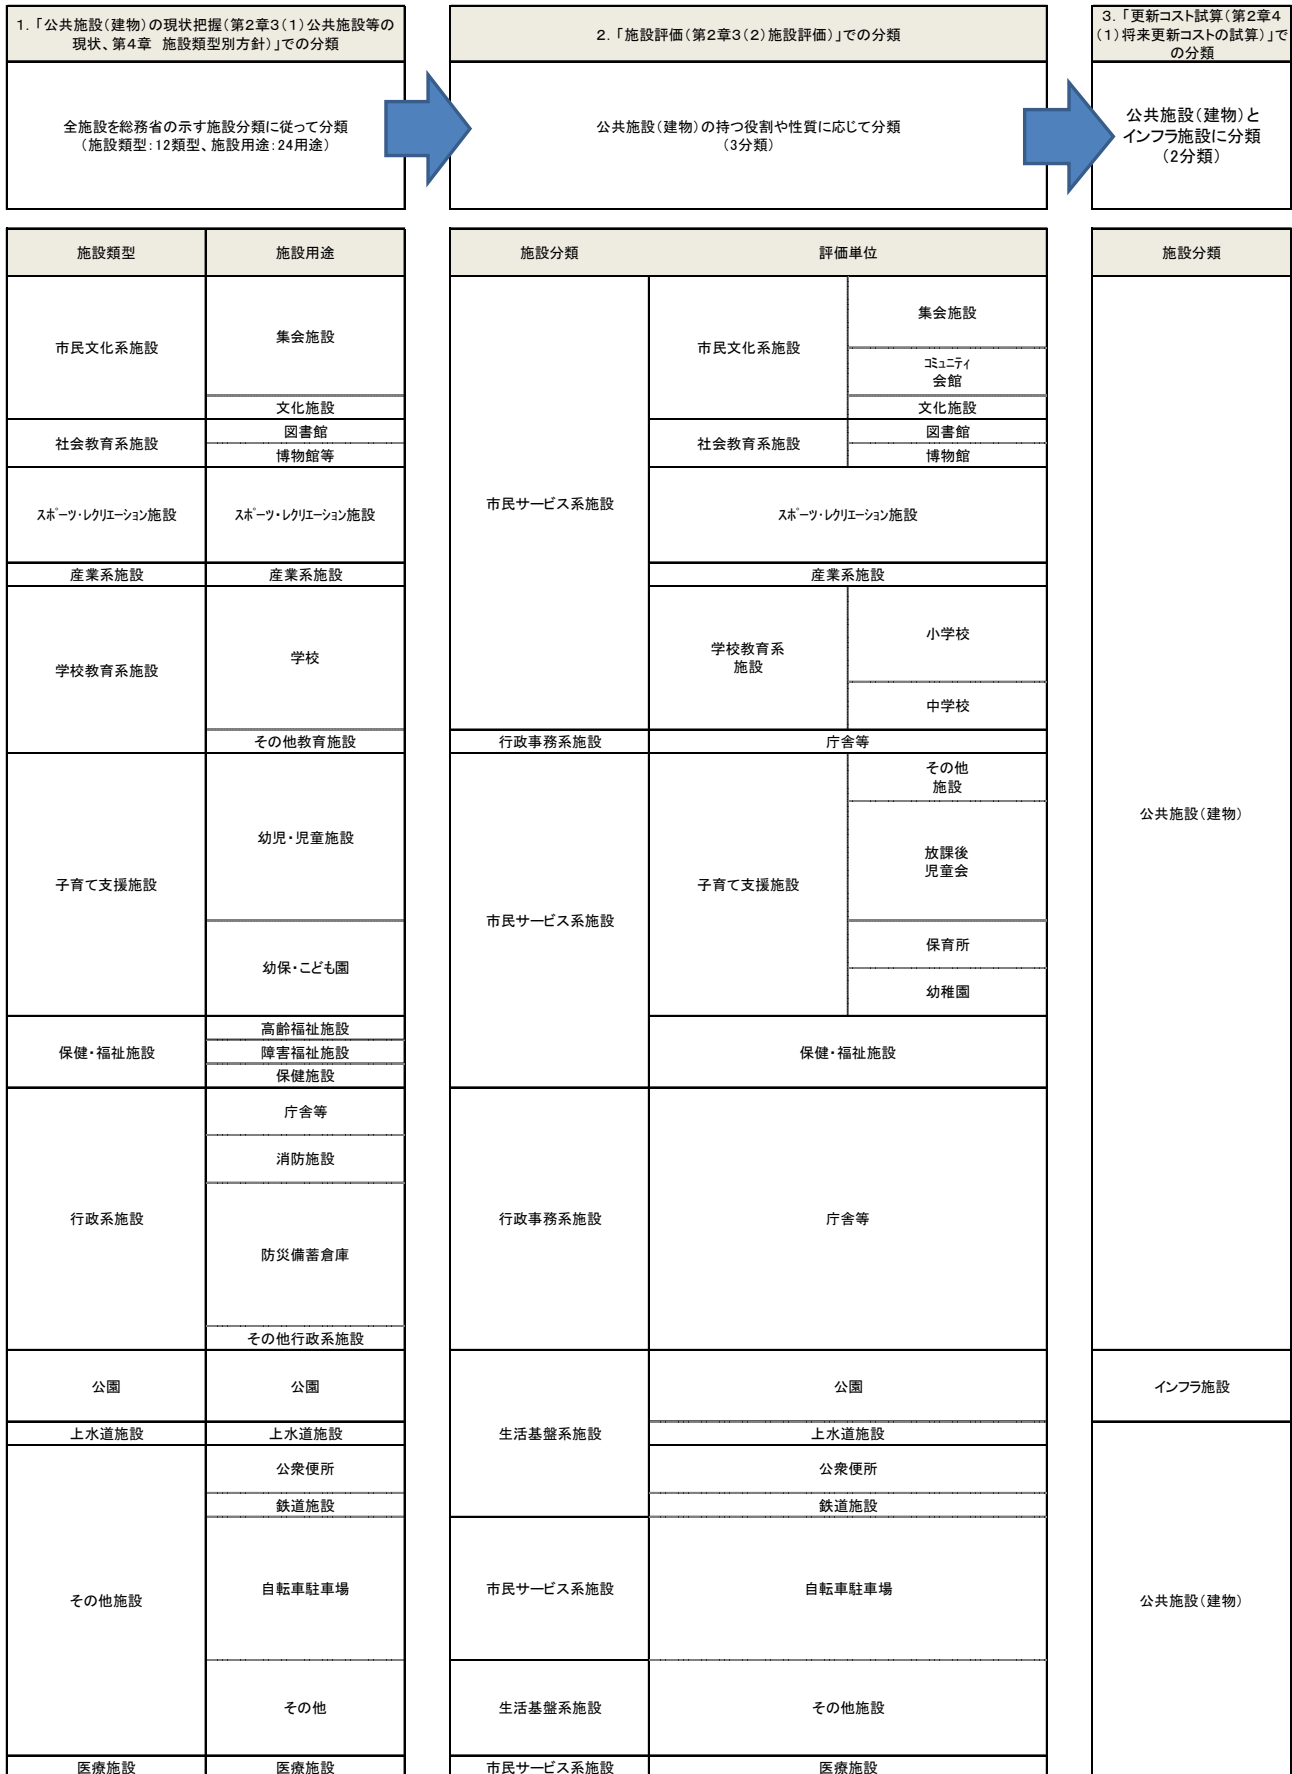 1．「公共施設（建物）の現状把握（第2章3（1）公共施設等の
現状、第4章　施設類型別方針）」での分類
全施設を総務省の示す施設分類に従って分類
（施設類型：12類型、施設用途：24用途）
2．「施設評価（第2章3（2）施設評価）」での分類
公共施設（建物）の持つ役割や性質に応じて分類
（3分類）
3．「更新コスト試算（第2章4
（1）将来更新コストの試算）」で
の分類
公共施設（建物）と
インフラ施設に分類
（2分類）
施設類型
施設用途
市民文化系施設
集会施設
文化施設
社会教育系施設
図書館
博物館等
スポーツ・レクリエーション施設
スポーツ・レクリエーション施設
産業系施設
産業系施設
学校教育系施設
学校
その他教育施設
子育て支援施設
幼児・児童施設
幼保・こども園
保健・福祉施設
高齢福祉施設
障害福祉施設
保健施設
行政系施設
庁舎等
消防施設
防災備蓄倉庫
その他行政系施設
公園
公園
上水道施設
上水道施設
その他施設
公衆便所
鉄道施設
自転車駐車場
その他
医療施設
医療施設
施設分類
評価単位
市民サービス系施設
市民文化系施設
集会施設
コミュニティ
会館
文化施設
社会教育系施設
図書館
博物館
スポーツ・レクリエーション施設
産業系施設
学校教育系
施設
小学校
中学校
行政事務系施設
庁舎等
市民サービス系施設
子育て支援施設
その他
施設
放課後
児童会
保育所
幼稚園
保健・福祉施設
行政事務系施設
庁舎等
生活基盤系施設
公園
上水道施設
公衆便所
鉄道施設
市民サービス系施設
自転車駐車場
生活基盤系施設
その他施設
市民サービス系施設
医療施設
施設分類
公共施設（建物）
インフラ施設
公共施設（建物）